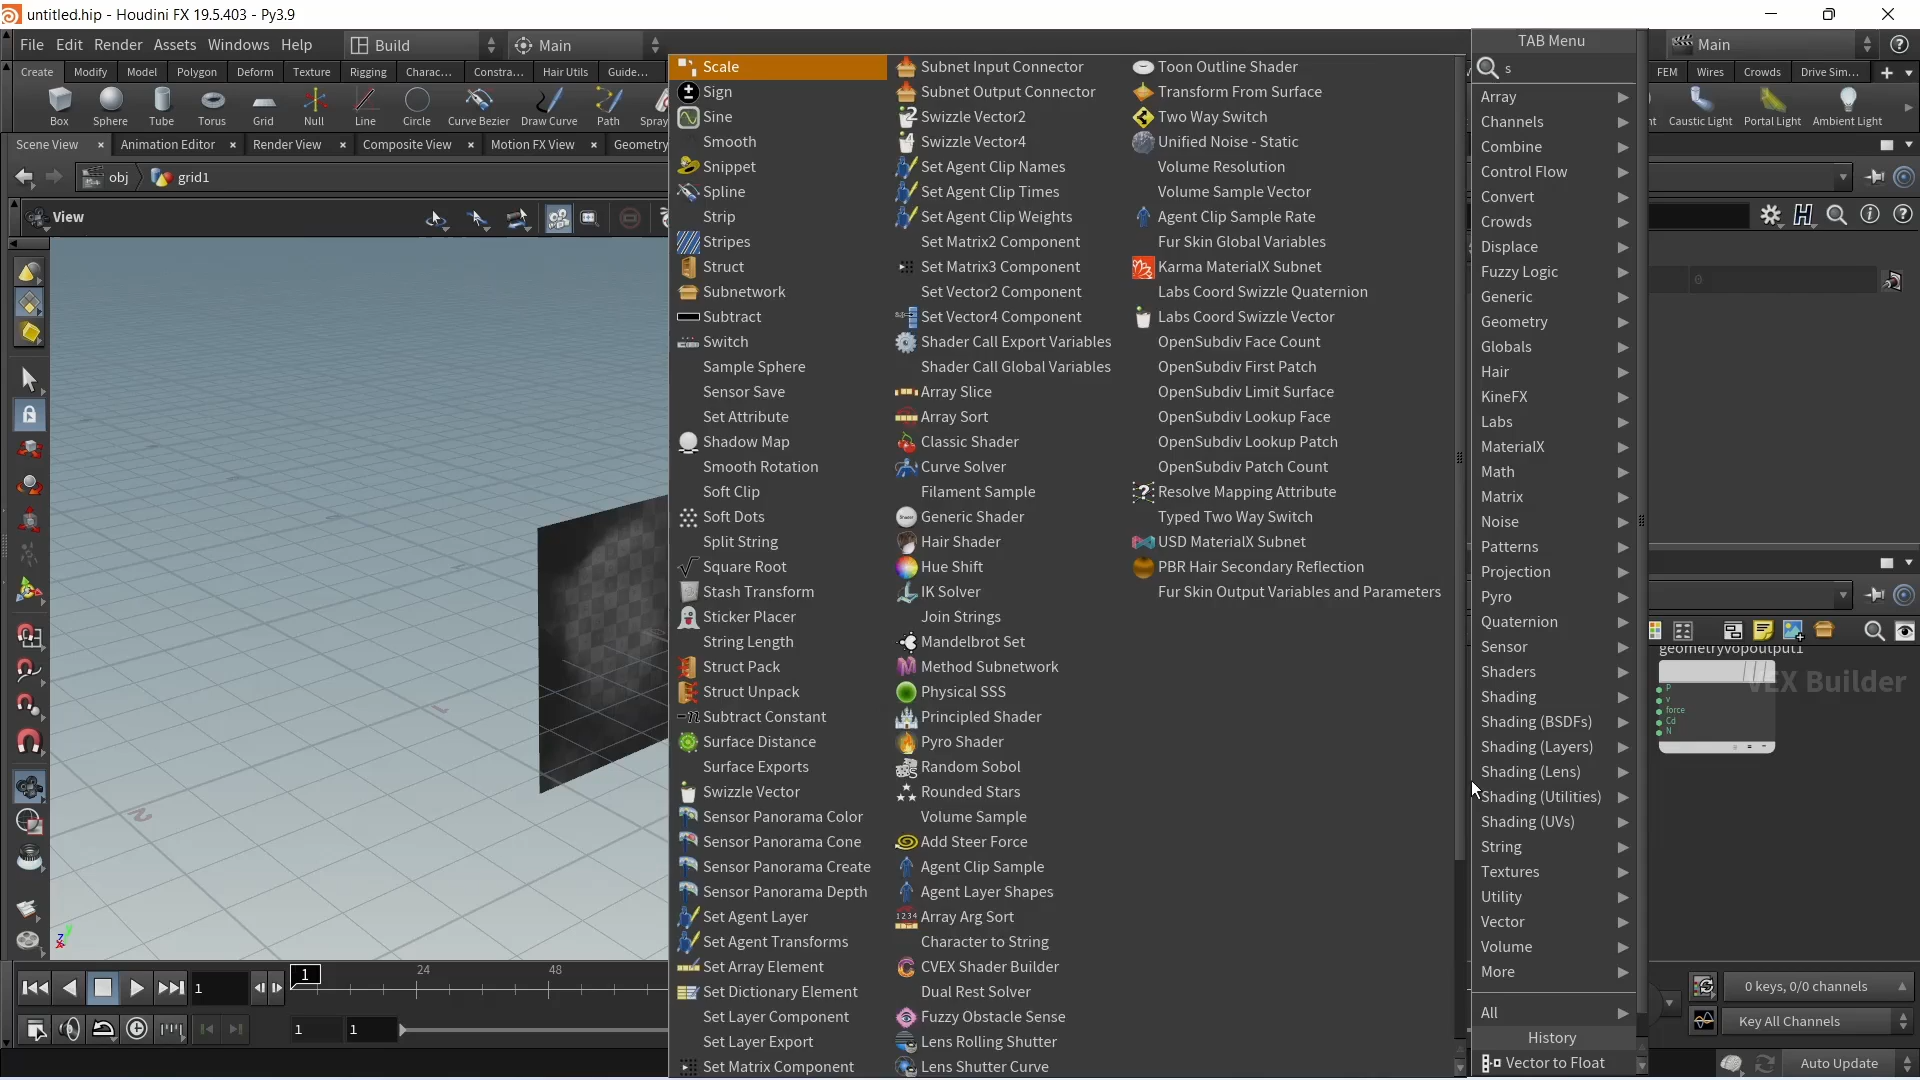 untitled.hip - Houdini FX 19.5.403 - Py3.9
File Edit Render Assets Windows Help
Build
Main
TAB Menu
Main
Create Modify Model Polygon Deform Texture Rigging Charac... Constra... Hair Utils Guide...
FEM Wires Crowds Drive Sim...
Box Sphere Tube Torus Grid Null Line Circle Curve Bezier Draw Curve Path Spray
Caustic Light Portal Light Ambient Light
Scene View Animation Editor Render View Composite View Motion FX View Geometry
obj grid1
View
s
Scale
Sign
Sine
Smooth
Snippet
Spline
Strip
Stripes
Struct
Subnetwork
Subtract
Switch
Sample Sphere
Sensor Save
Set Attribute
Shadow Map
Smooth Rotation
Soft Clip
Soft Dots
Split String
Square Root
Stash Transform
Sticker Placer
String Length
Struct Pack
Struct Unpack
Subtract Constant
Surface Distance
Surface Exports
Swizzle Vector
Sensor Panorama Color
Sensor Panorama Cone
Sensor Panorama Create
Sensor Panorama Depth
Set Agent Layer
Set Agent Transforms
Set Array Element
Set Dictionary Element
Set Layer Component
Set Layer Export
Set Matrix Component
Subnet Input Connector
Subnet Output Connector
Swizzle Vector2
Swizzle Vector4
Set Agent Clip Names
Set Agent Clip Times
Set Agent Clip Weights
Set Matrix2 Component
Set Matrix3 Component
Set Vector2 Component
Set Vector4 Component
Shader Call Export Variables
Shader Call Global Variables
Array Slice
Array Sort
Classic Shader
Curve Solver
Filament Sample
Generic Shader
Hair Shader
Hue Shift
IK Solver
Join Strings
Mandelbrot Set
Method Subnetwork
Physical SSS
Principled Shader
Pyro Shader
Random Sobol
Rounded Stars
Volume Sample
Add Steer Force
Agent Clip Sample
Agent Layer Shapes
Array Arg Sort
Character to String
CVEX Shader Builder
Dual Rest Solver
Fuzzy Obstacle Sense
Lens Rolling Shutter
Lens Shutter Curve
Toon Outline Shader
Transform From Surface
Two Way Switch
Unified Noise - Static
Volume Resolution
Volume Sample Vector
Agent Clip Sample Rate
Fur Skin Global Variables
Karma MaterialX Subnet
Labs Coord Swizzle Quaternion
Labs Coord Swizzle Vector
OpenSubdiv Face Count
OpenSubdiv First Patch
OpenSubdiv Limit Surface
OpenSubdiv Lookup Face
OpenSubdiv Lookup Patch
OpenSubdiv Patch Count
Resolve Mapping Attribute
Typed Two Way Switch
USD MaterialX Subnet
PBR Hair Secondary Reflection
Fur Skin Output Variables and Parameters
Array
Channels
Combine
Control Flow
Convert
Crowds
Displace
Fuzzy Logic
Generic
Geometry
Globals
Hair
KineFX
Labs
MaterialX
Math
Matrix
Noise
Patterns
Projection
Pyro
Quaternion
Sensor
Shaders
Shading
Shading (BSDFs)
Shading (Layers)
Shading (Lens)
Shading (Utilities)
Shading (UVs)
String
Textures
Utility
Vector
Volume
More
All
History
Vector to Float
0
geometryvopoutput1
VEX Builder
P
v
force
Cd
N
1 1 24 48
1 1
0 keys, 0/0 channels
Key All Channels
Auto Update